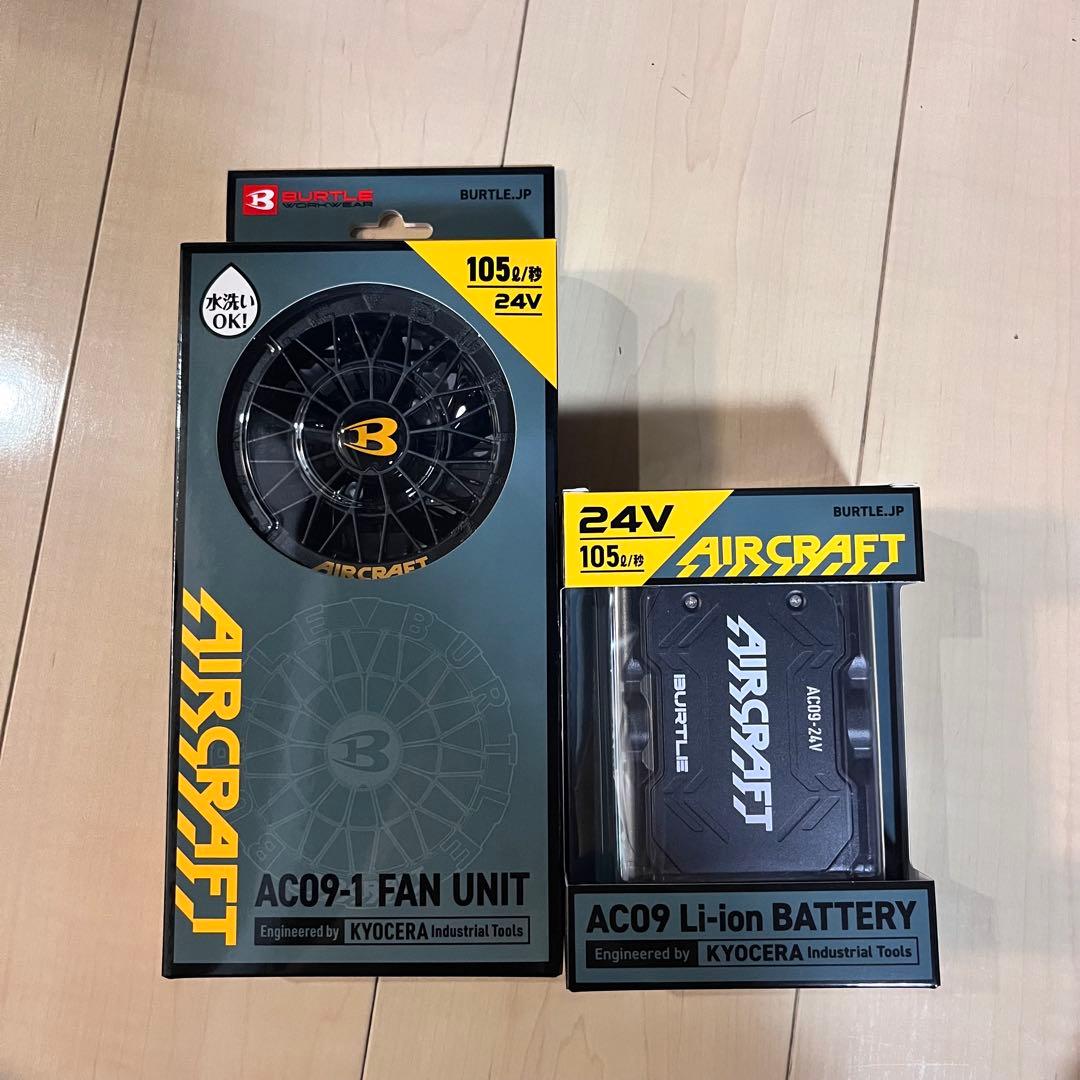 B BURTLE
WORKWEAR
BURTLE.JP
水洗い
OK!
105ℓ/秒
24V
B
AIRCRAFT
AIRCRAFT
BURTLE
B
BURTLE
AC09-1 FAN UNIT
Engineered by KYOCERA Industrial Tools
24V
105ℓ/秒
BURTLE.JP
AIRCRAFT
AIRCRAFT
BURTLE
AC09-24V
AC09 Li-ion BATTERY
Engineered by KYOCERA Industrial Tools